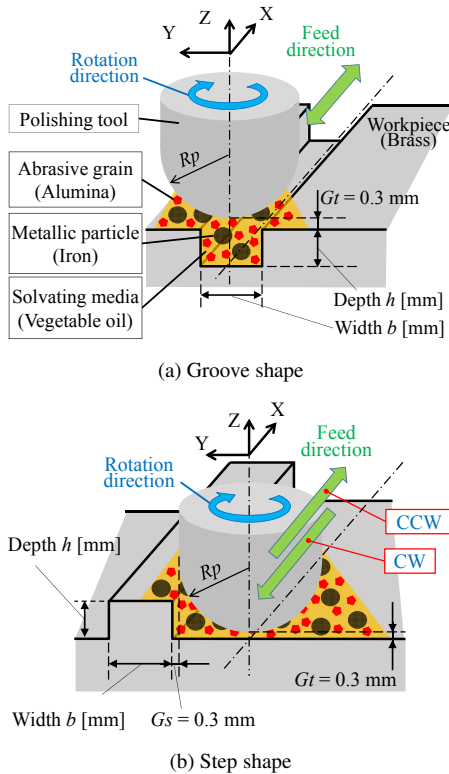 Z
X
Y
Feed
direction
Rotation
direction
Polishing tool
Rp
Workpiece
(Brass)
Abrasive grain
(Alumina)
Gt = 0.3 mm
Metallic particle
(Iron)
Solvating media
(Vegetable oil)
Depth h [mm]
Width b [mm]
(a) Groove shape
Z
X
Y
Feed
direction
Rotation
direction
CCW
CW
Depth h [mm]
Rp
Gt = 0.3 mm
Width b [mm]
Gs = 0.3 mm
(b) Step shape